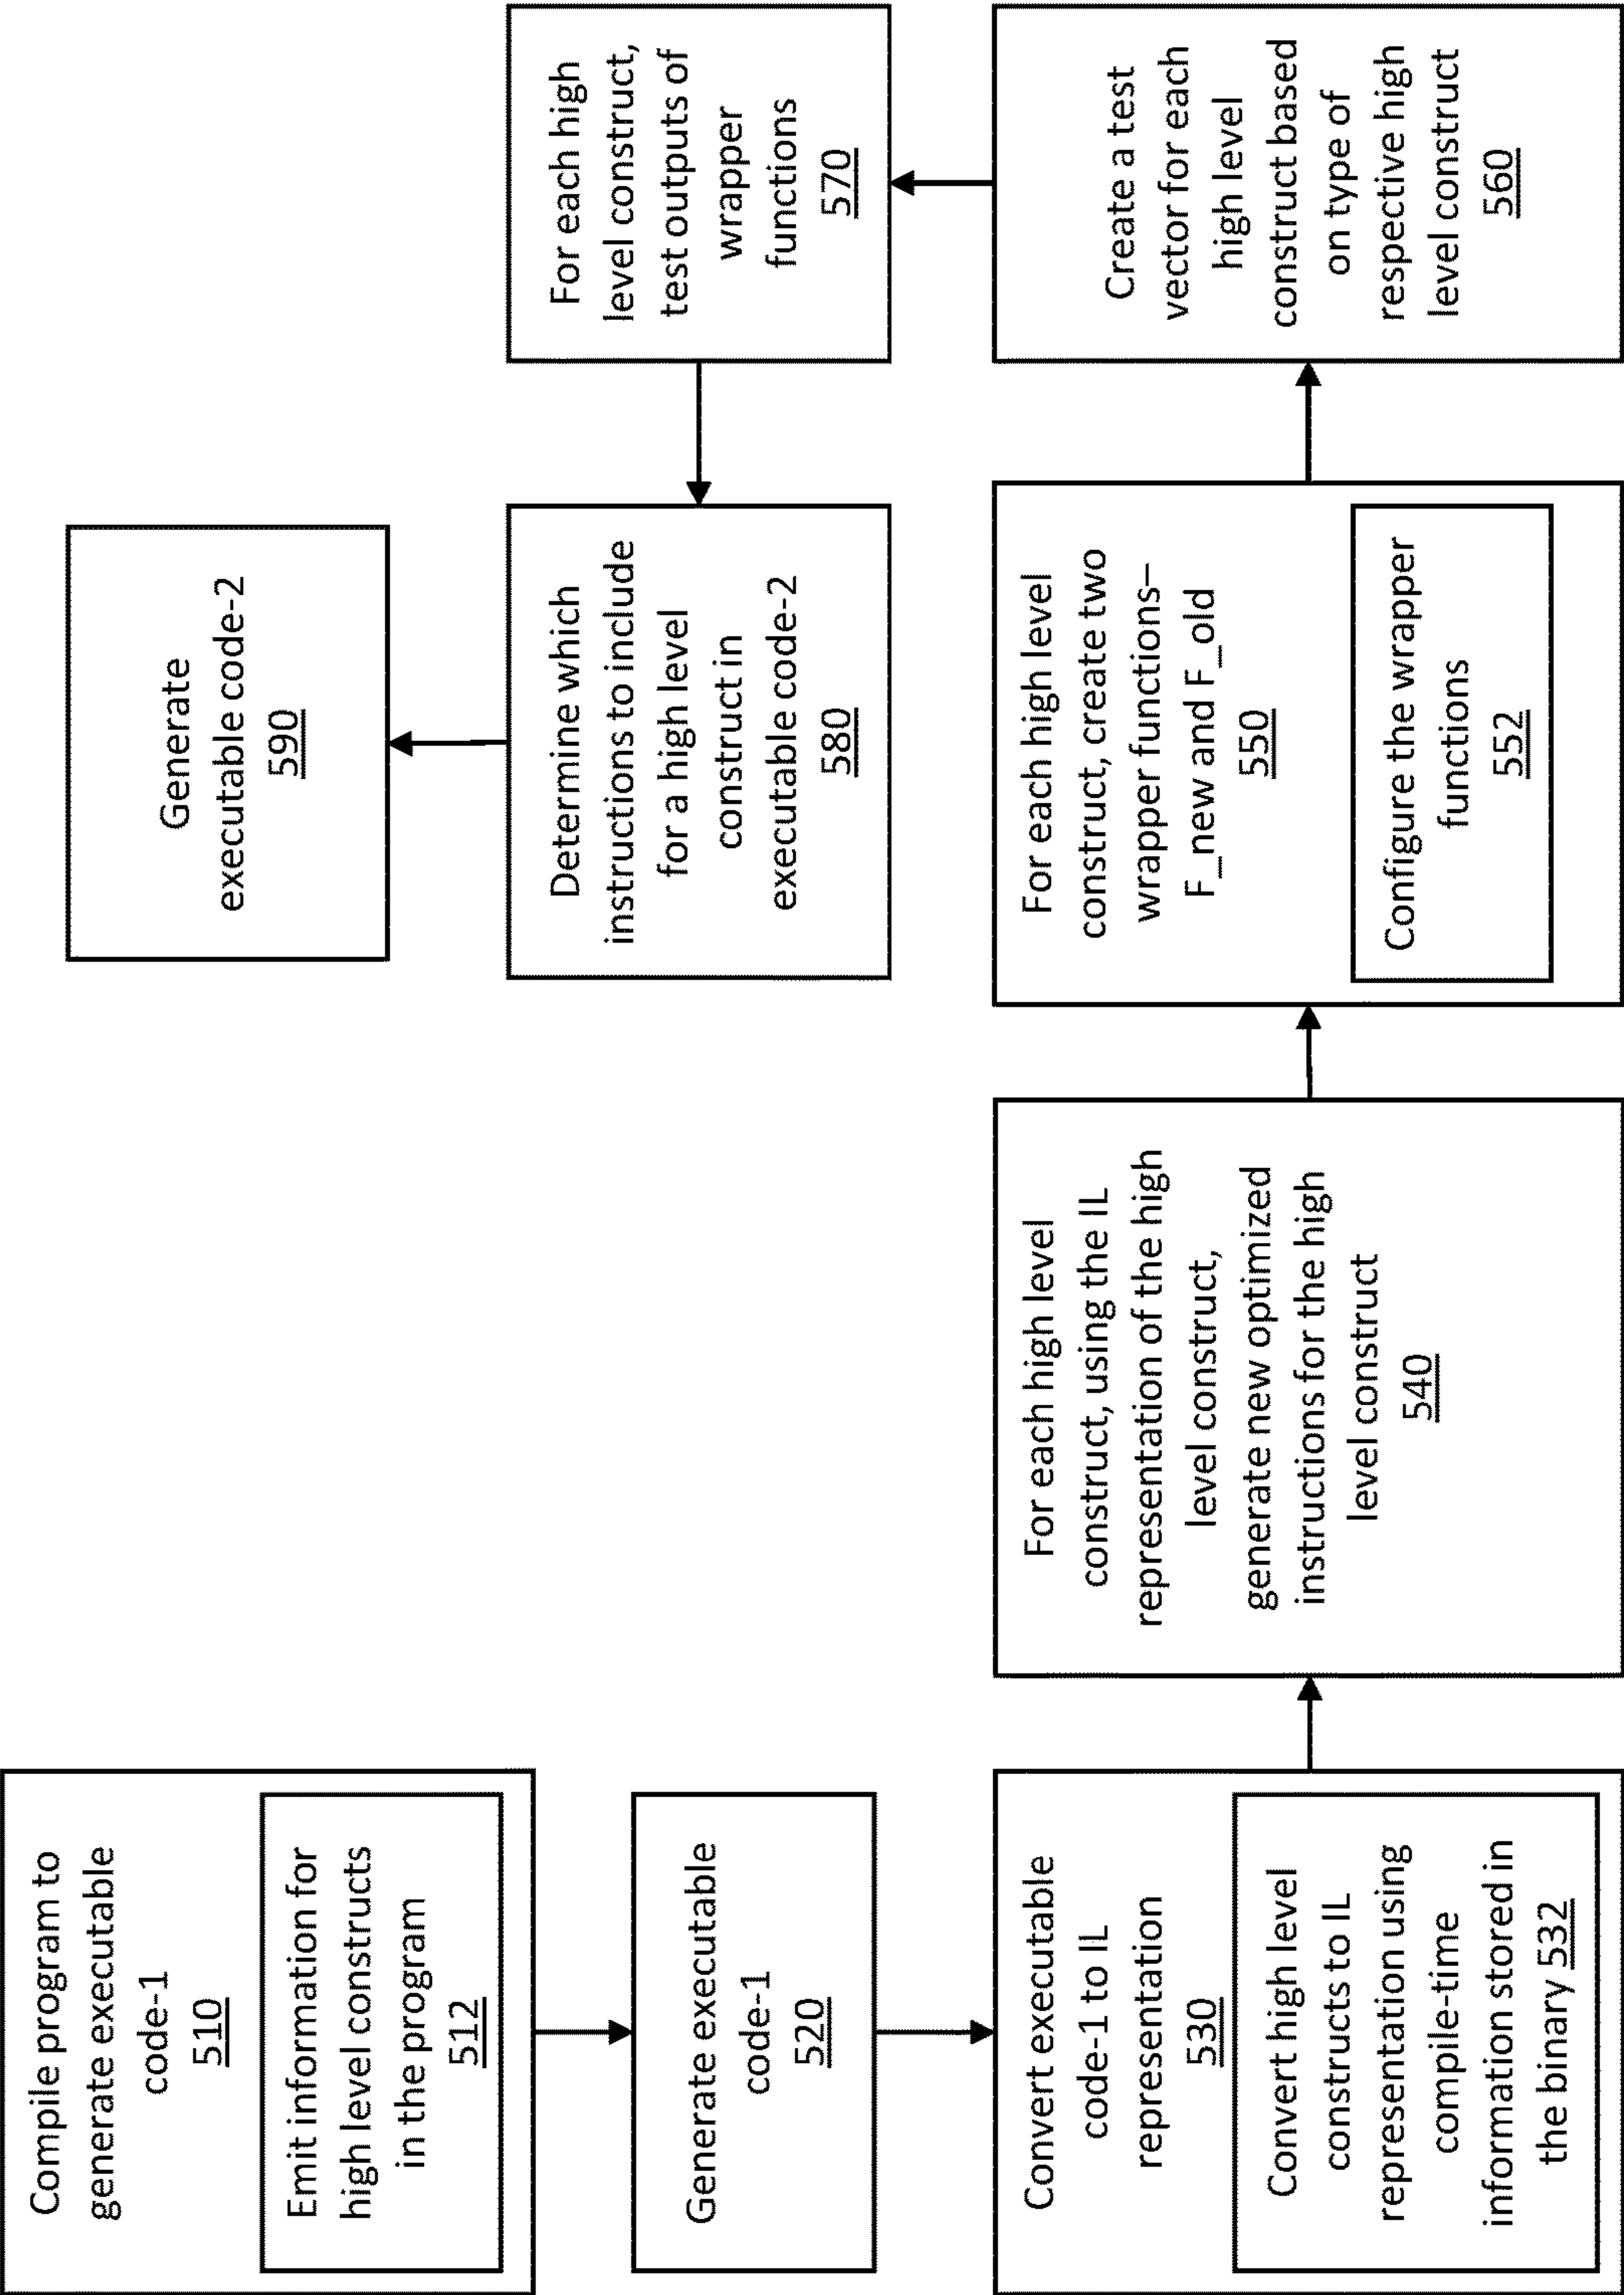 Compile program to
generate executable
code-1
510
Emit information for
high level constructs
in the program
512
Generate executable
code-1
520
Convert executable
code-1 to IL
representation
530
Convert high level
constructs to IL
representation using
compile-time
information stored in
the binary 532
For each high level
construct, using the IL
representation of the high
level construct,
generate new optimized
instructions for the high
level construct
540
For each high level
construct, create two
wrapper functions–
F_new and F_old
550
Configure the wrapper
functions
552
Create a test
vector for each
high level
construct based
on type of
respective high
level construct
560
For each high
level construct,
test outputs of
wrapper
functions
570
Determine which
instructions to include
for a high level
construct in
executable code-2
580
Generate
executable code-2
590